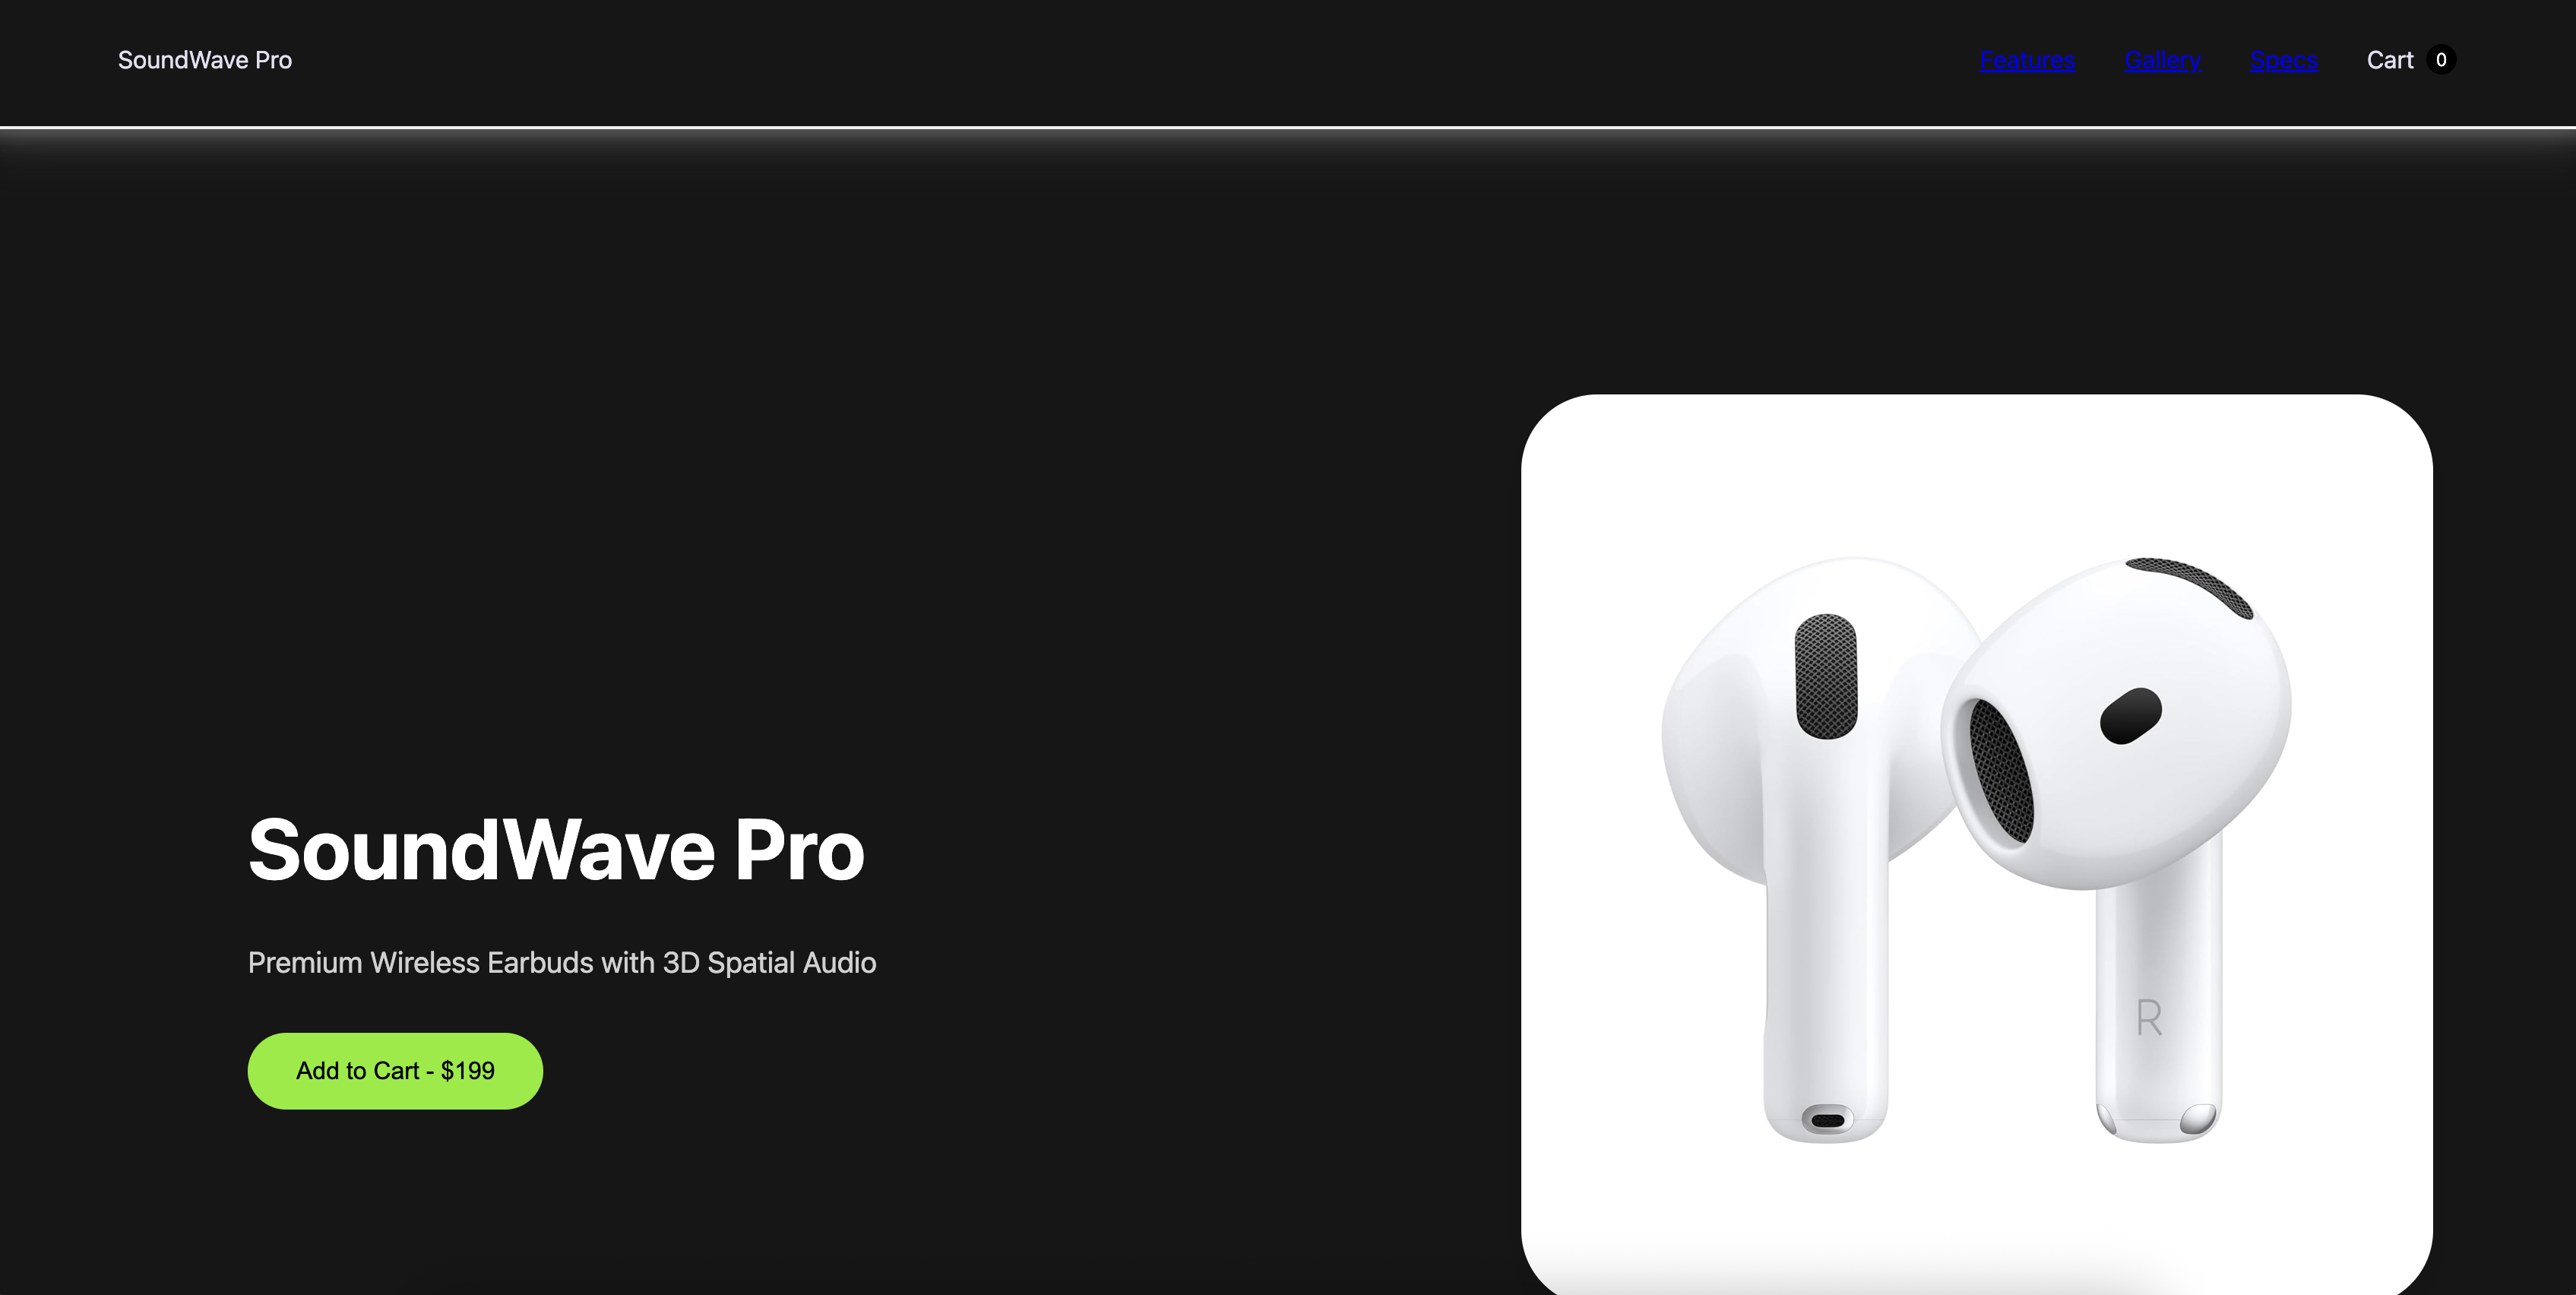 SoundWave Pro
Features Gallery Specs Cart 0
SoundWave Pro
Premium Wireless Earbuds with 3D Spatial Audio
Add to Cart - $199
R